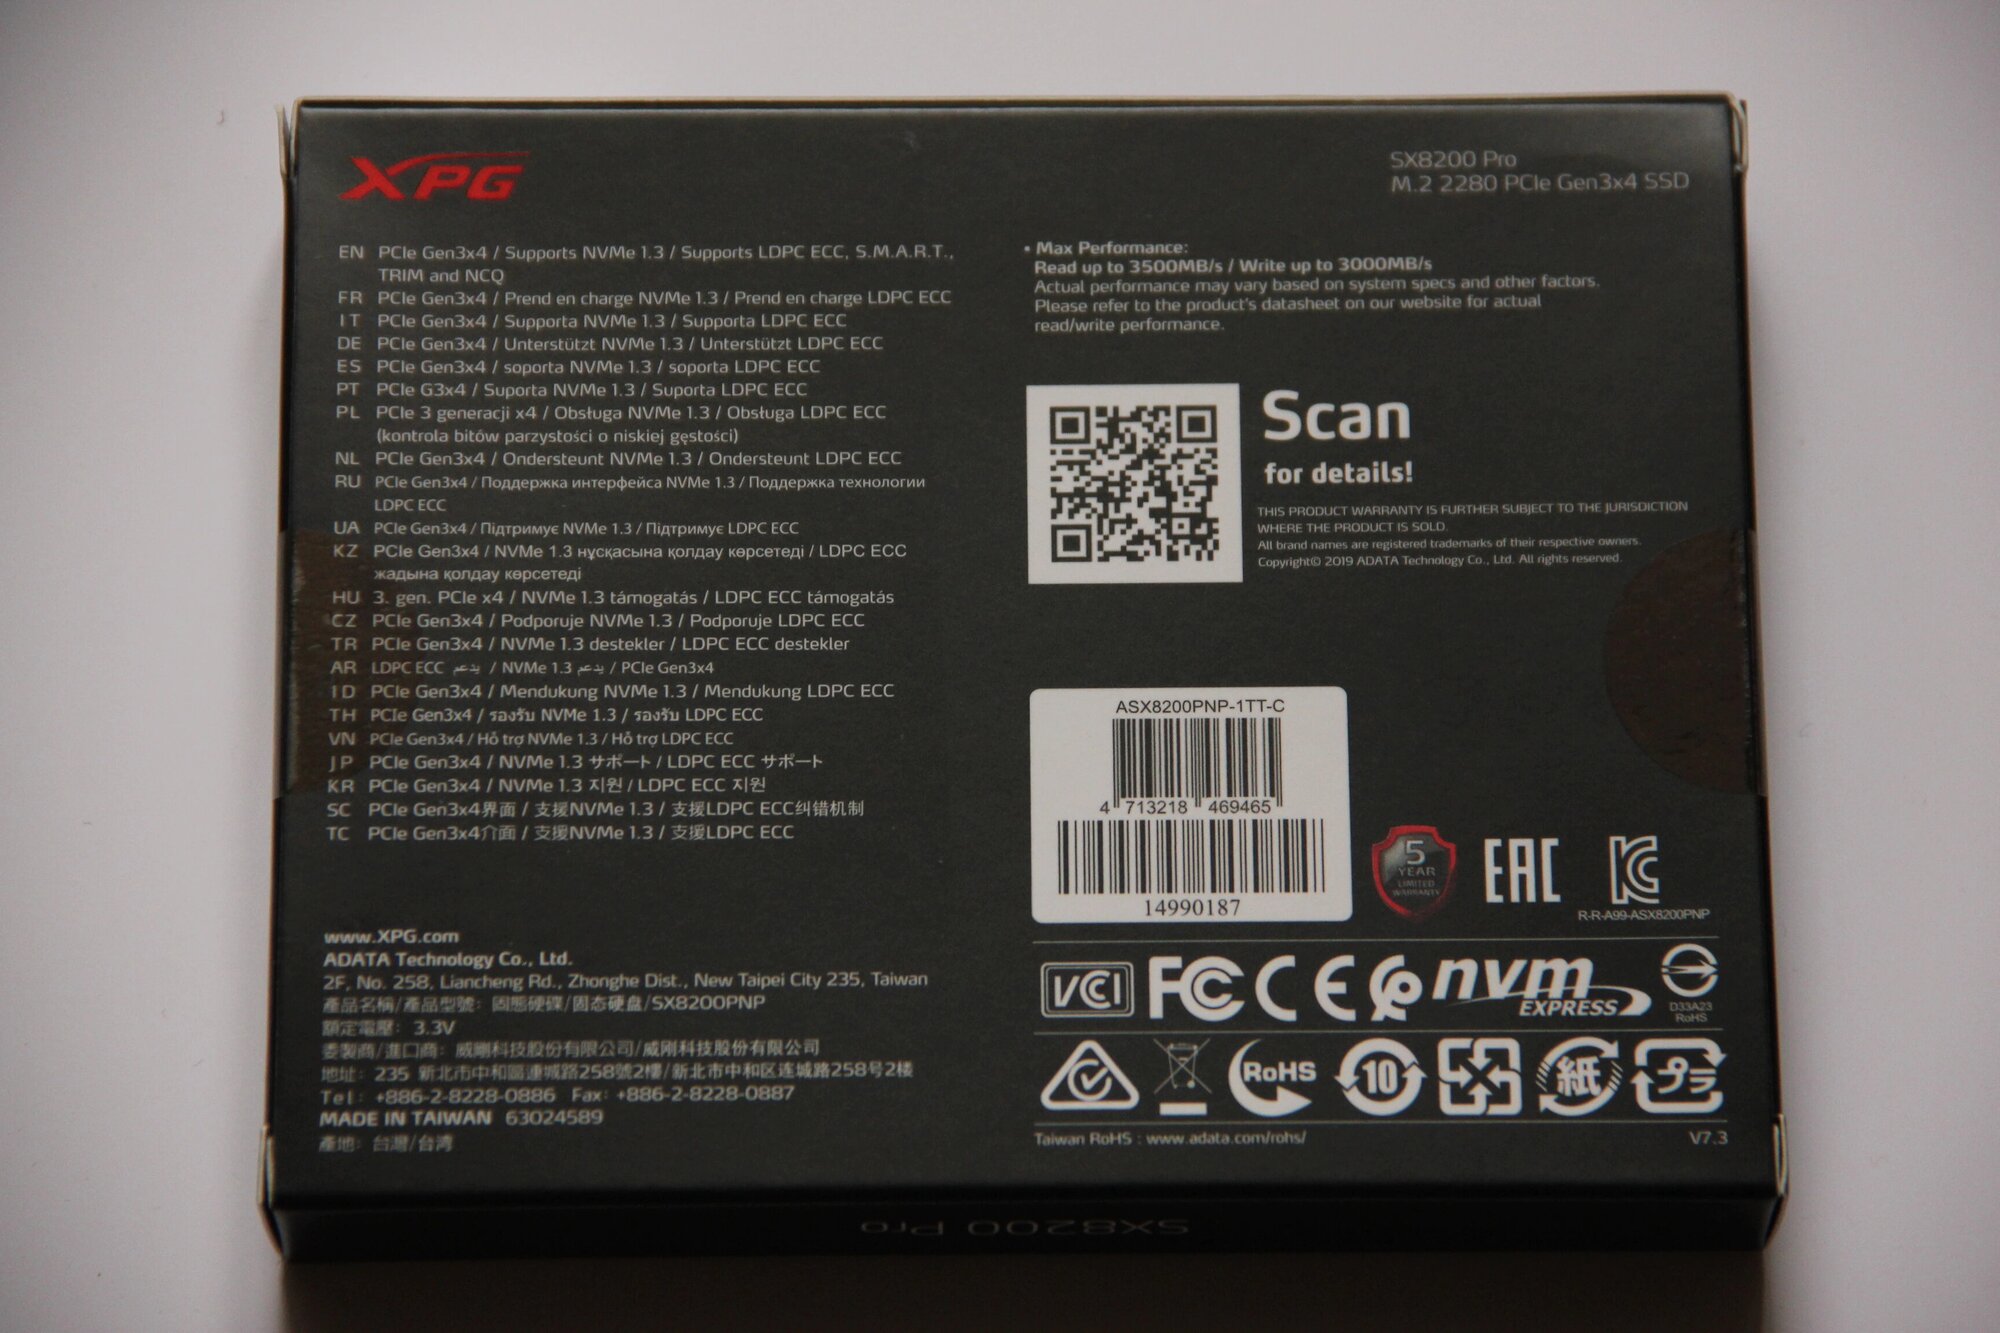 XPG
SX8200 Pro
M.2 2280 PCIe Gen3x4 SSD
EN PCIe Gen3x4 / Supports NVMe 1.3 / Supports LDPC ECC, S.M.A.R.T.,
TRIM and NCQ
FR PCIe Gen3x4 / Prend en charge NVMe 1.3 / Prend en charge LDPC ECC
IT PCIe Gen3x4 / Supporta NVMe 1.3 / Supporta LDPC ECC
DE PCIe Gen3x4 / Unterstützt NVMe 1.3 / Unterstützt LDPC ECC
ES PCIe Gen3x4 / soporta NVMe 1.3 / soporta LDPC ECC
PT PCIe G3x4 / Suporta NVMe 1.3 / Suporta LDPC ECC
PL PCIe 3 generacji x4 / Obsługa NVMe 1.3 / Obsługa LDPC ECC
(kontrola bitów parzystości o niskiej gęstości)
NL PCIe Gen3x4 / Ondersteunt NVMe 1.3 / Ondersteunt LDPC ECC
RU PCIe Gen3x4 / Поддержка интерфейса NVMe 1.3 / Поддержка технологии
LDPC ECC
UA PCIe Gen3x4 / Підтримує NVMe 1.3 / Підтримує LDPC ECC
KZ PCIe Gen3x4 / NVMe 1.3 нұсқасына қолдау көрсетеді / LDPC ECC
жадына қолдау көрсетеді
HU 3. gen. PCIe x4 / NVMe 1.3 támogatás / LDPC ECC támogatás
CZ PCIe Gen3x4 / Podporuje NVMe 1.3 / Podporuje LDPC ECC
TR PCIe Gen3x4 / NVMe 1.3 destekler / LDPC ECC destekler
AR LDPC ECC يدعم / NVMe 1.3 يدعم / PCIe Gen3x4
ID PCIe Gen3x4 / Mendukung NVMe 1.3 / Mendukung LDPC ECC
TH PCIe Gen3x4 / รองรับ NVMe 1.3 / รองรับ LDPC ECC
VN PCIe Gen3x4 / Hỗ trợ NVMe 1.3 / Hỗ trợ LDPC ECC
JP PCIe Gen3x4 / NVMe 1.3 サポート / LDPC ECC サポート
KR PCIe Gen3x4 / NVMe 1.3 지원 / LDPC ECC 지원
SC PCIe Gen3x4界面 / 支援NVMe 1.3 / 支援LDPC ECC纠错机制
TC PCIe Gen3x4介面 / 支援NVMe 1.3 / 支援LDPC ECC
www.XPG.com
ADATA Technology Co., Ltd.
2F, No. 258, Liancheng Rd., Zhonghe Dist., New Taipei City 235, Taiwan
產品名稱/產品型號: 固態硬碟/固态硬盘/SX8200PNP
額定電壓: 3.3V
委製商/進口商: 威剛科技股份有限公司/威刚科技股份有限公司
地址: 235 新北市中和區連城路258號2樓/新北市中和区连城路258号2楼
Tel: +886-2-8228-0886 Fax: +886-2-8228-0887
MADE IN TAIWAN 63024589
產地: 台灣/台湾
• Max Performance:
Read up to 3500MB/s / Write up to 3000MB/s
Actual performance may vary based on system specs and other factors.
Please refer to the product's datasheet on our website for actual
read/write performance.
Scan
for details!
THIS PRODUCT WARRANTY IS FURTHER SUBJECT TO THE JURISDICTION
WHERE THE PRODUCT IS SOLD.
All brand names are registered trademarks of their respective owners.
Copyright© 2019 ADATA Technology Co., Ltd. All rights reserved.
ASX8200PNP-1TT-C
4 713218 469465
14990187
5
YEAR
LIMITED
WARRANTY
EAC
KC
R-R-A99-ASX8200PNP
VCI FC CE nvm
EXPRESS
D33A23
RoHS
RoHS 10 紙 プラ
Taiwan RoHS : www.adata.com/rohs/
V7.3
SX8200 Pro